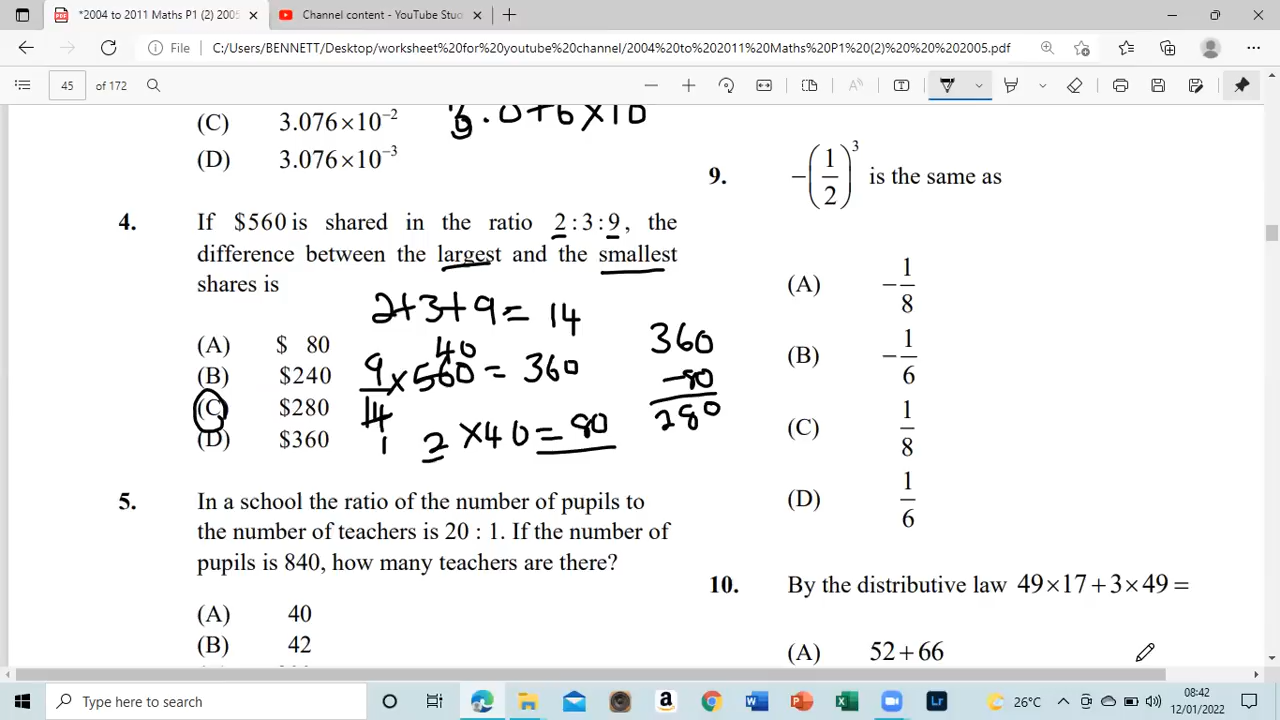 *2004 to 2011 Maths P1 (2) 2005
Channel content - YouTube Stu
File
C:/Users/BENNETT/Desktop/worksheet%20for%20youtube%20channel/2004%20to%202011%20Maths%20P1%20(2)%20%20%202005.pdf
45 of 172
(C) 3.076×10⁻²
3.076×10
(D) 3.076×10⁻³
4. If $560 is shared in the ratio 2:3:9, the
difference between the largest and the smallest
shares is
2+3+9=14
(A) $ 80
(B) $240
(C) $280
(D) $360
40
9/14 × 560 = 360
1
2 ×40 = 80
360
-80
280
5. In a school the ratio of the number of pupils to
the number of teachers is 20 : 1. If the number of
pupils is 840, how many teachers are there?
(A) 40
(B) 42
9. −(1/2)³ is the same as
(A) −1/8
(B) −1/6
(C) 1/8
(D) 1/6
10. By the distributive law 49×17+3×49=
(A) 52+66
Type here to search
26°C
08:42
12/01/2022